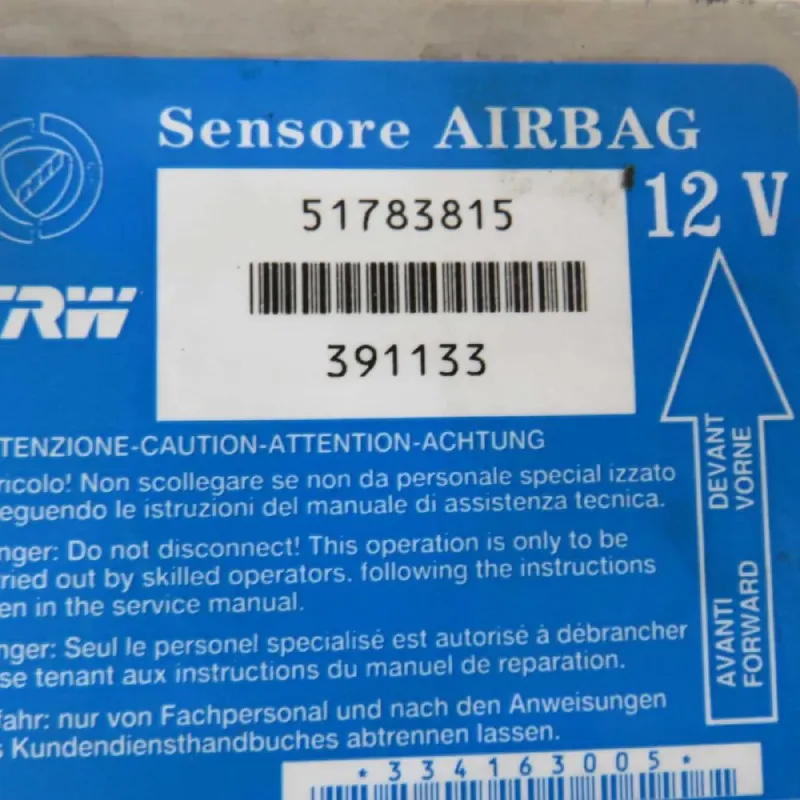 Sensore AIRBAG
51783815
12 V
TRW
391133
TENZIONE-CAUTION-ATTENTION-ACHTUNG
ricolo! Non scollegare se non da personale special izzato
eguendo le istruzioni del manuale di assistenza tecnica.
nger: Do not disconnect! This operation is only to be
ried out by skilled operators. following the instructions
en in the service manual.
nger: Seul le personel specialisé est autorisé à débrancher
se tenant aux instructions du manuel de reparation.
fahr: nur von Fachpersonal und nach den Anweisungen
s Kundendiensthandbuches abtrennen lassen.
DEVANT
VORNE
AVANTI
FORWARD
*334163005*